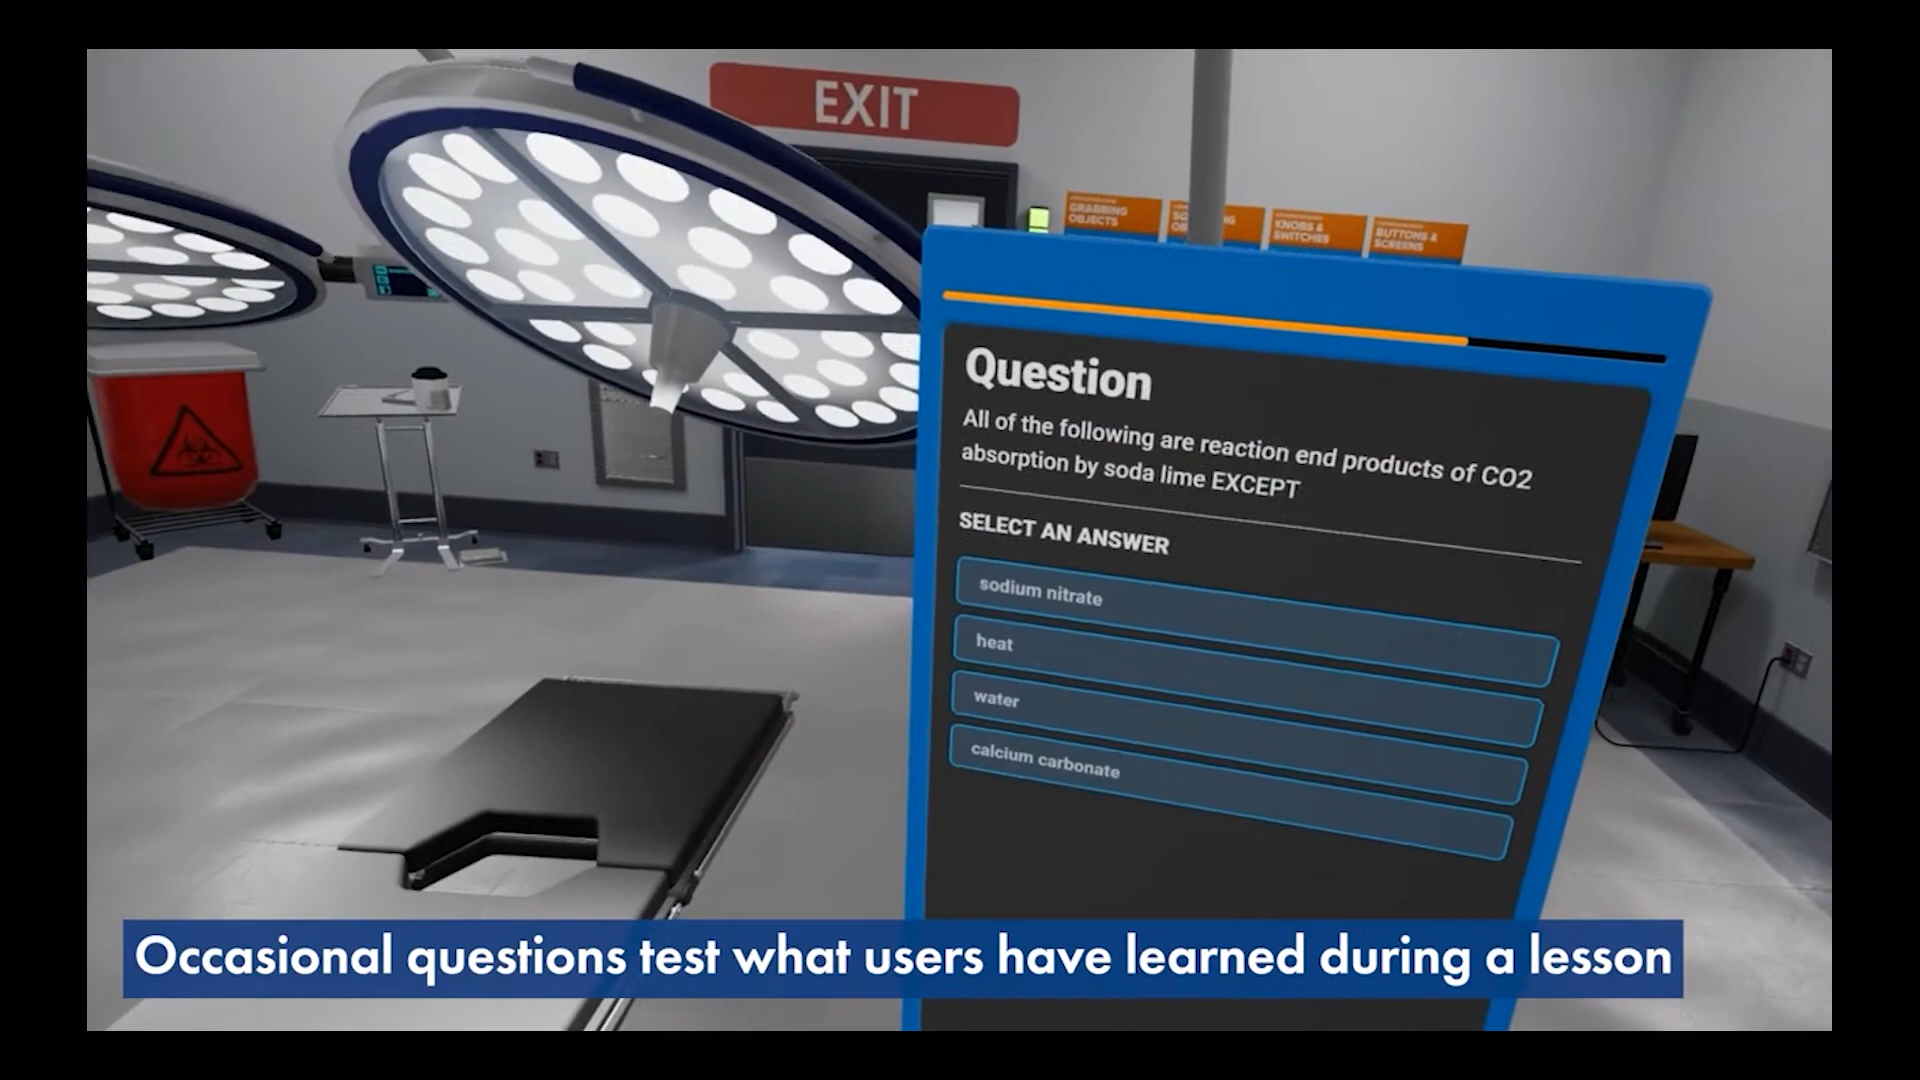 EXIT
GRABBING
OBJECTS
KNOBS &
SWITCHES
BUTTONS &
SCREENS
Question
All of the following are reaction end products of CO2
absorption by soda lime EXCEPT
SELECT AN ANSWER
sodium nitrate
heat
water
calcium carbonate
Occasional questions test what users have learned during a lesson